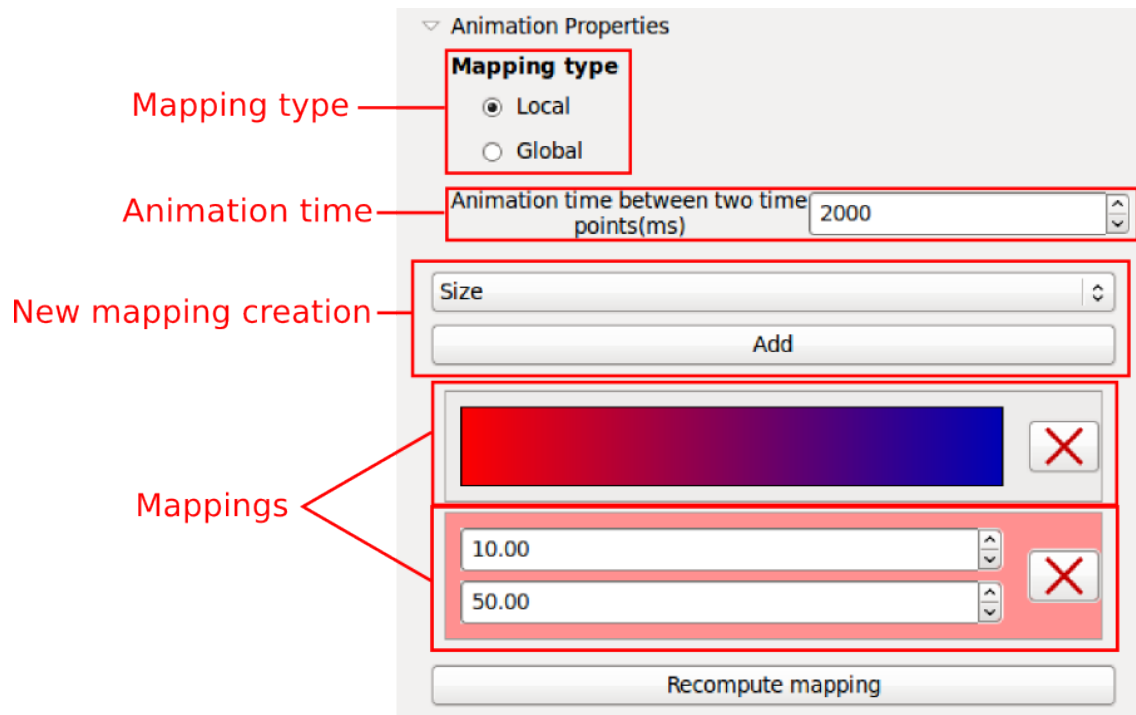 Animation Properties
Mapping type
Mapping type
Local
Global
Animation time
Animation time between two time
points(ms)
2000
New mapping creation
Size
Add
Mappings
10.00
50.00
Recompute mapping